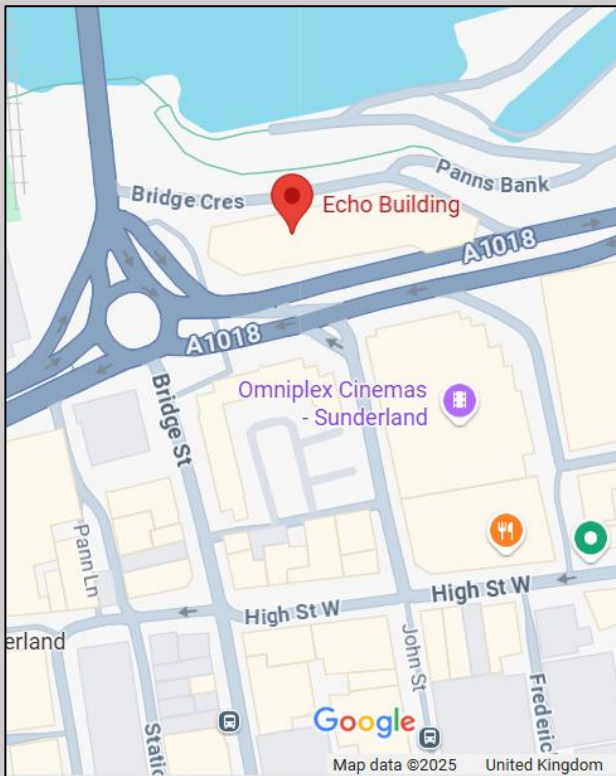 Bridge Cres
Panns Bank
Echo Building
A1018
A1018
Bridge St
Omniplex Cinemas
- Sunderland
Pann Ln
High St W
High St W
erland
John St
Frederic
Static
Google
Map data ©2025 United Kingdom